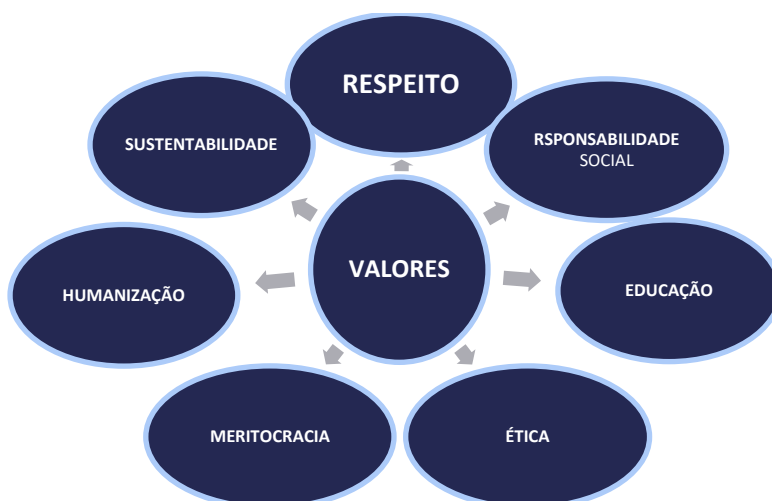 RESPEITO
SUSTENTABILIDADE
RSPONSABILIDADE
SOCIAL
VALORES
HUMANIZAÇÃO
EDUCAÇÃO
MERITOCRACIA
ÉTICA